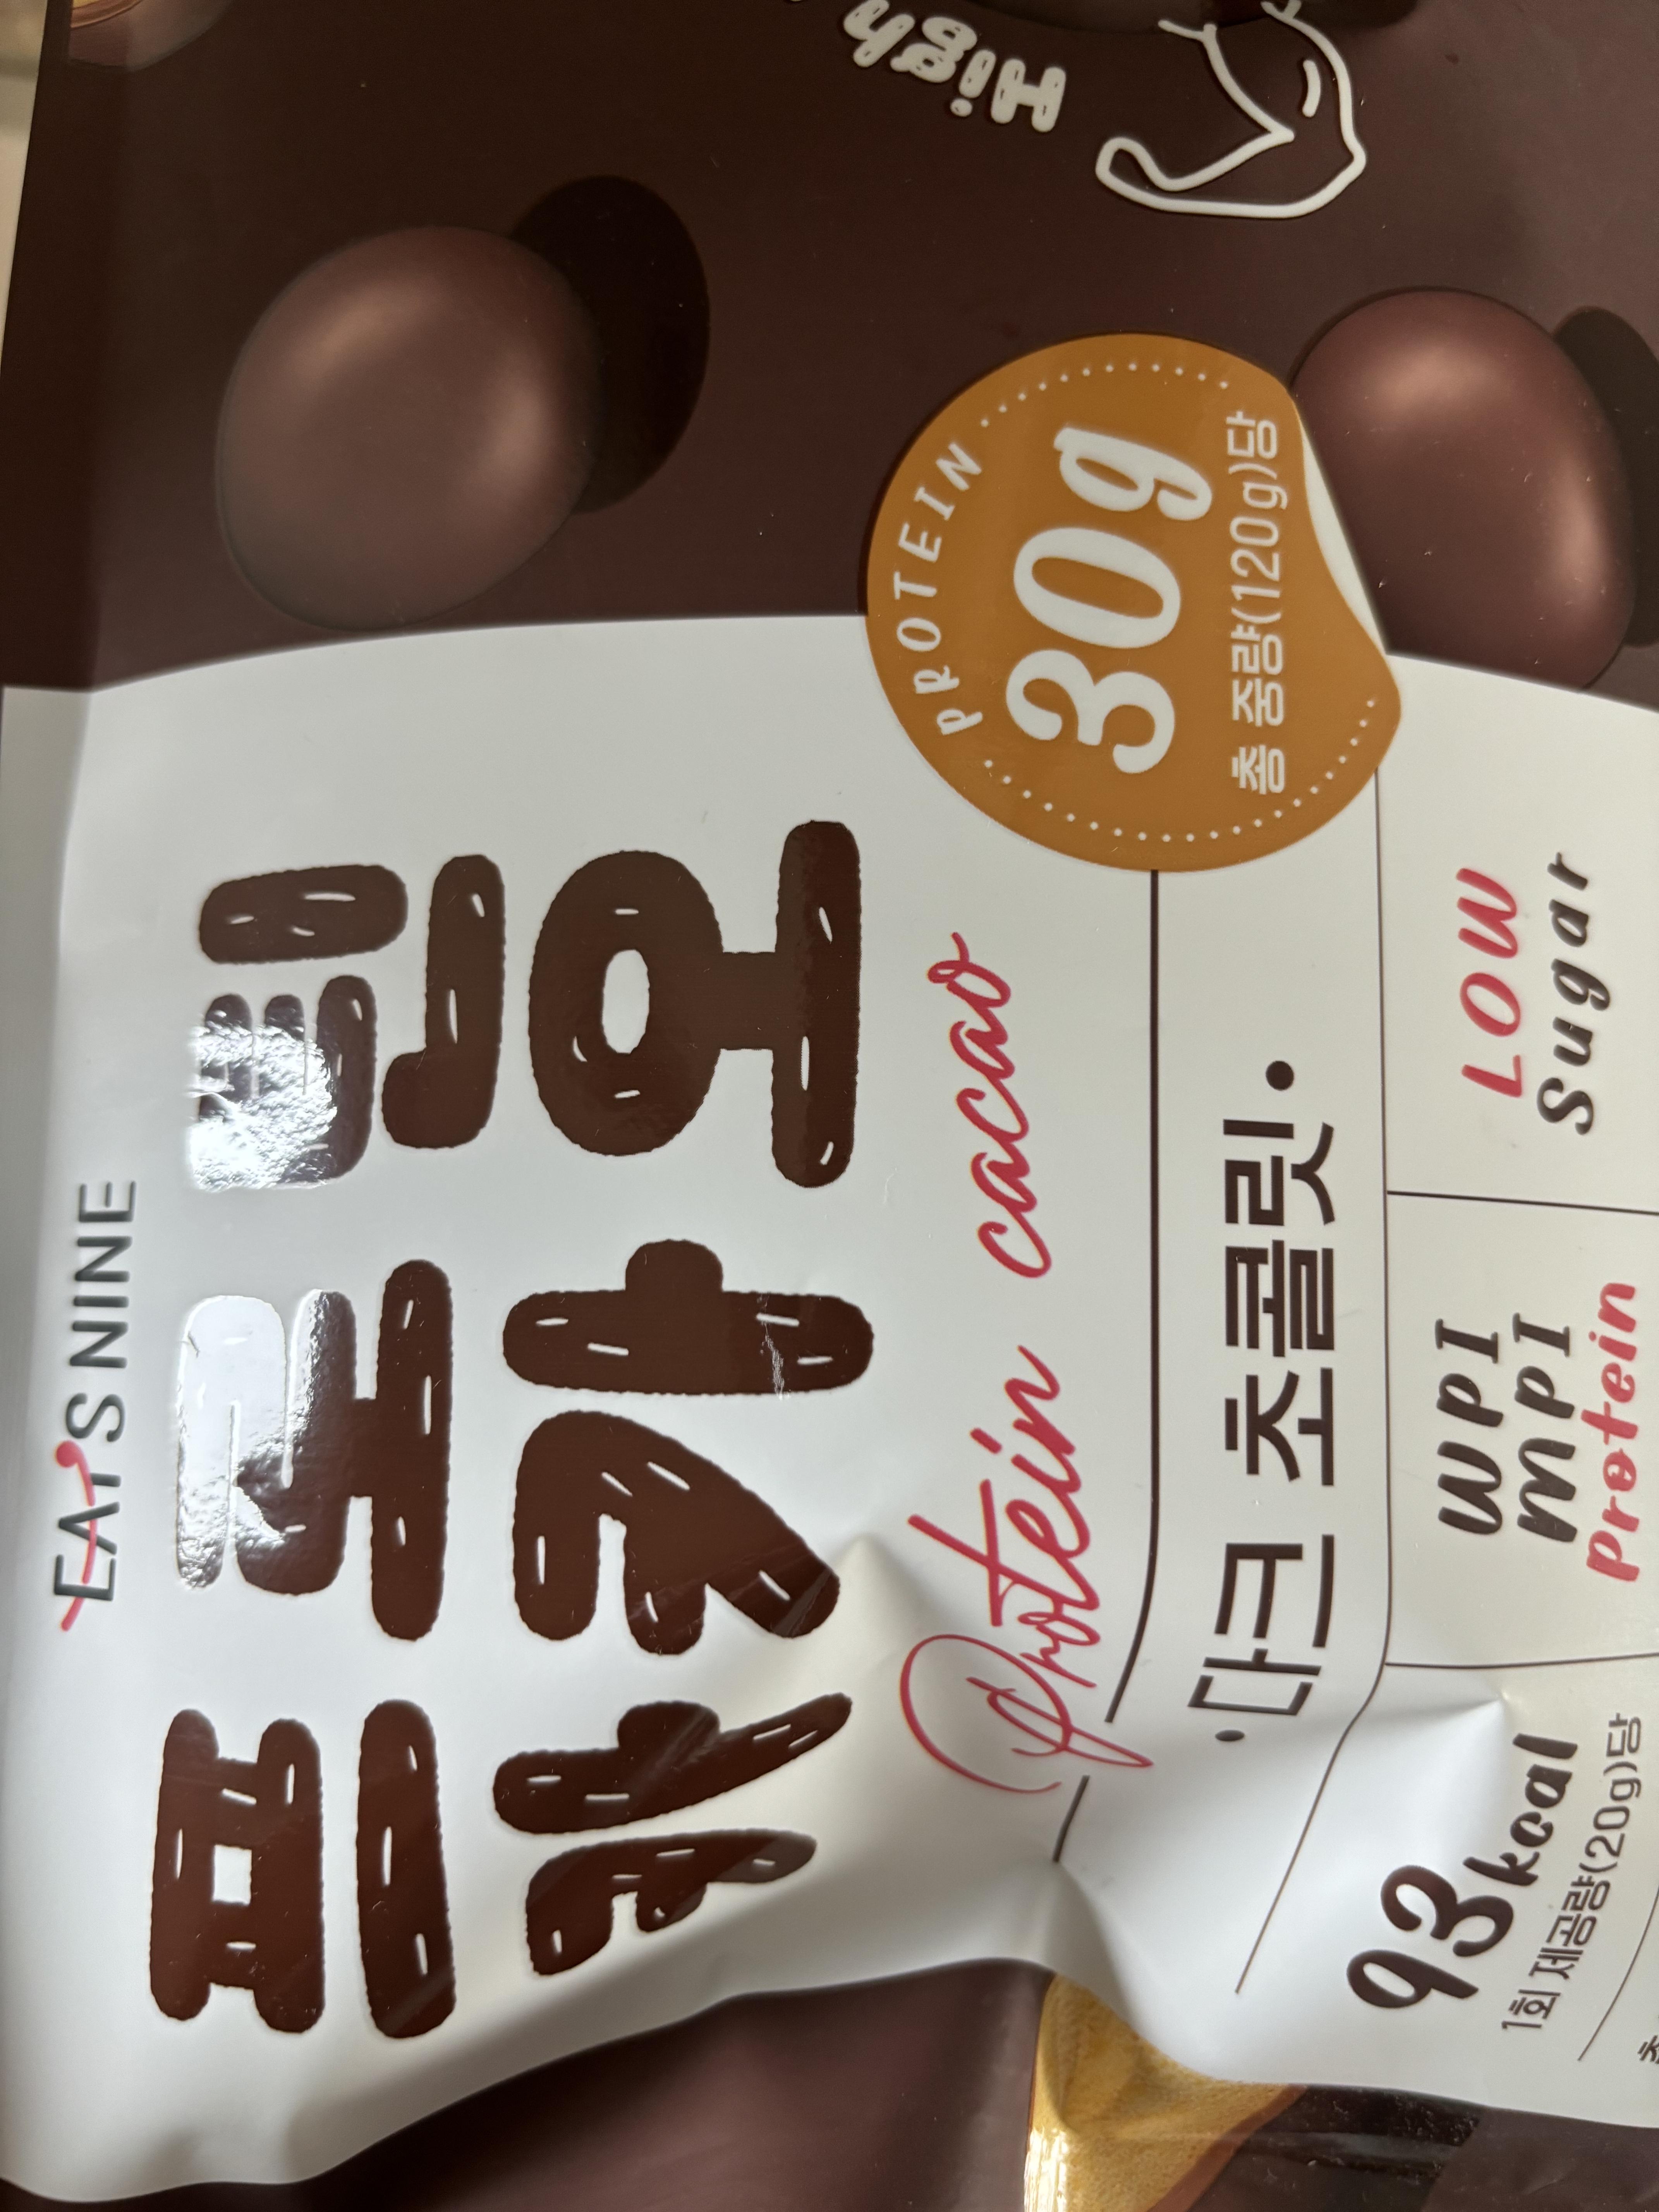 EAT'S NINE
프로틴
카카오
Protein cacao
•다크 초콜릿•
PROTEIN
30g
총 중량(120g)당
High
93kcal
1회 제공량(20g)당
WPI
MPI
Protein
LOW
Sugar